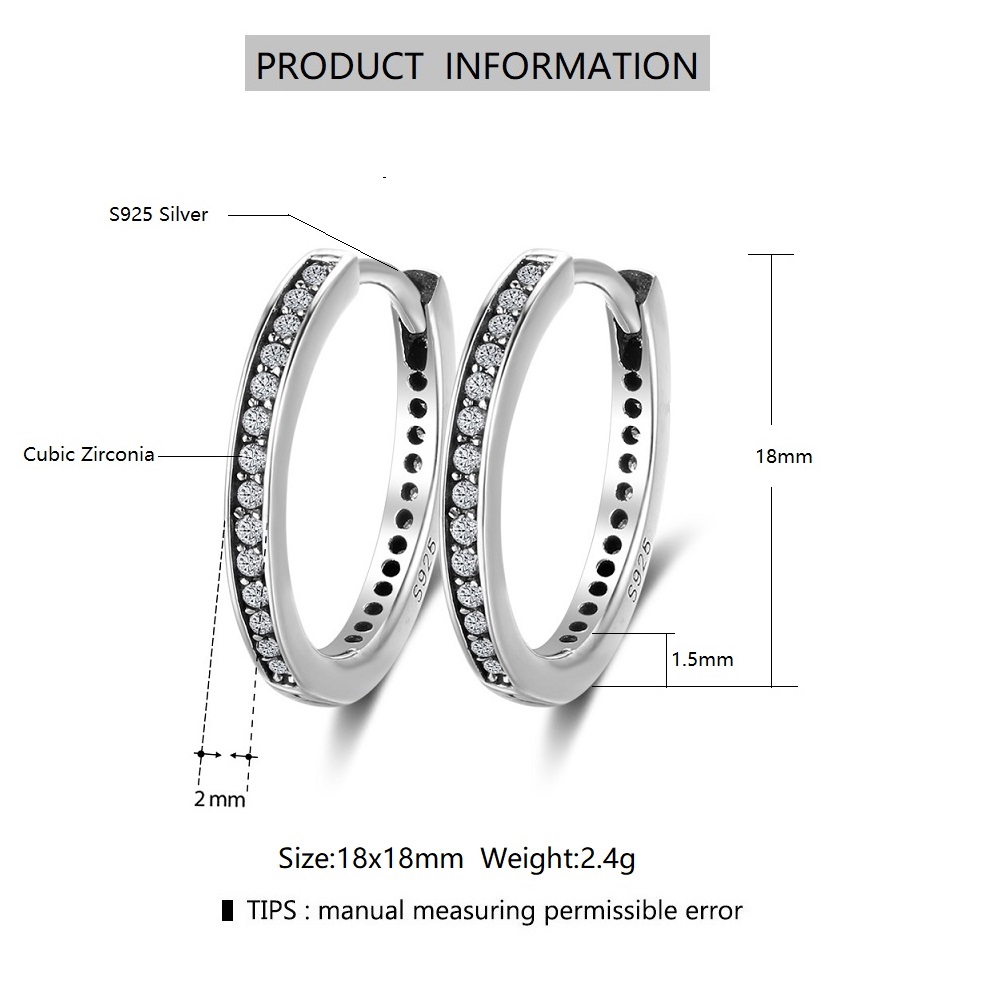 PRODUCT INFORMATION
S925 Silver
Cubic Zirconia
18mm
S925
S925
1.5mm
2mm
Size:18x18mm Weight:2.4g
TIPS : manual measuring permissible error